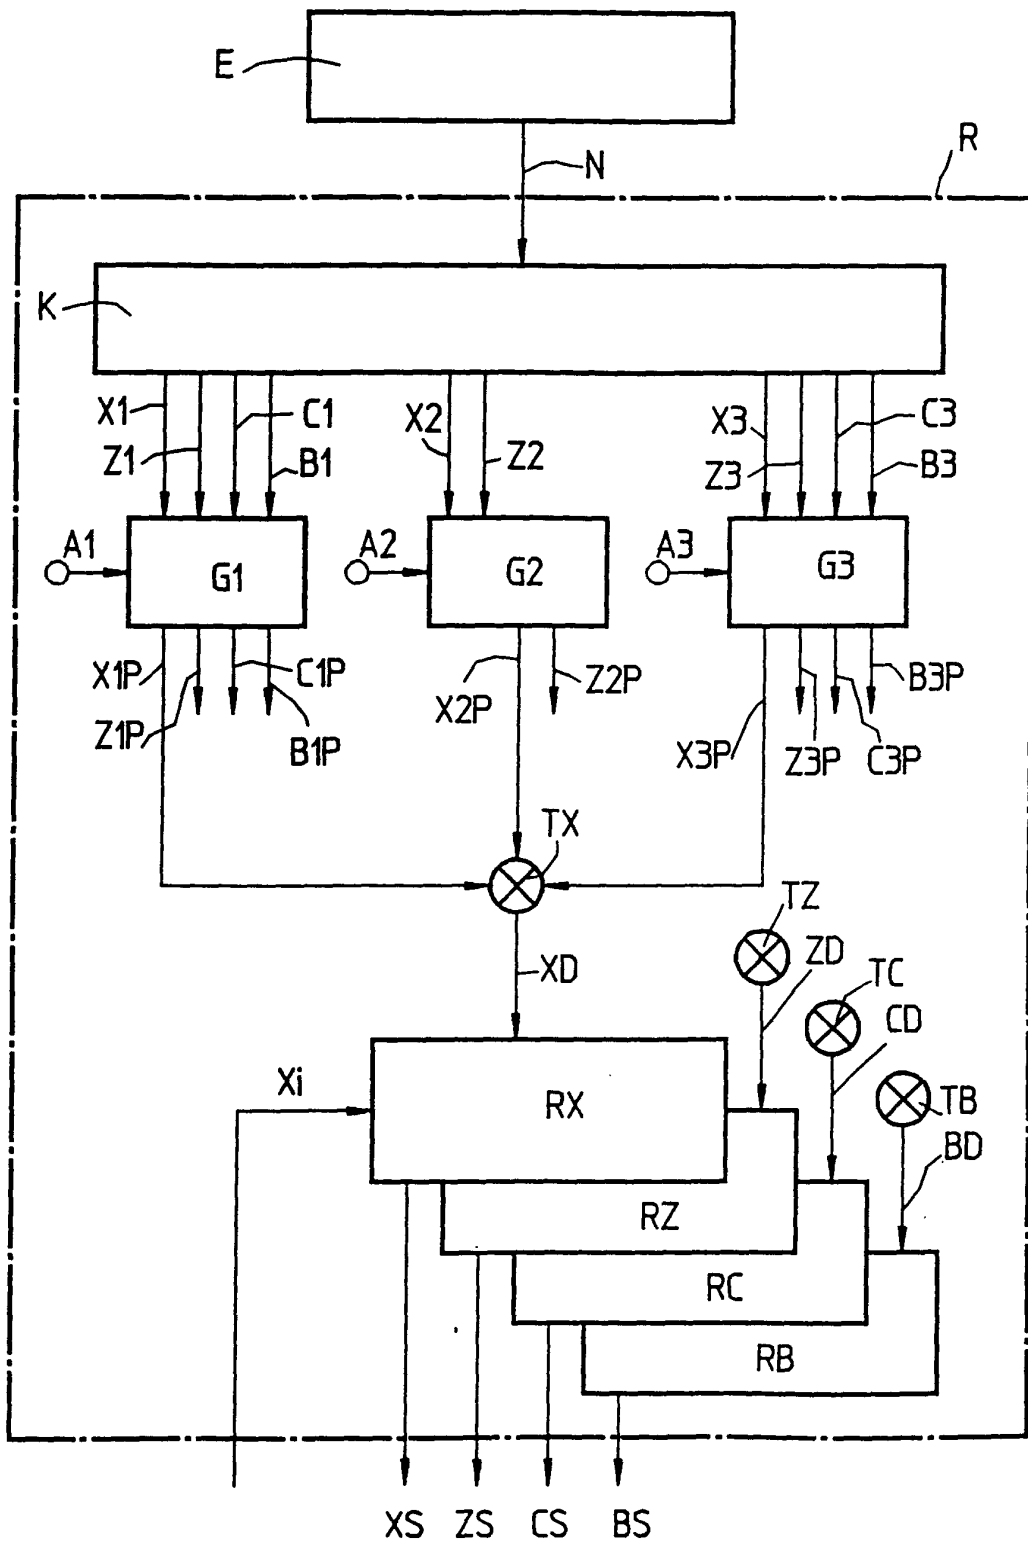 E
N
R
K
X1
C1
Z1
B1
X2
Z2
X3
C3
Z3
B3
A1
G1
A2
G2
A3
G3
X1P
C1P
Z1P
B1P
X2P
Z2P
X3P
B3P
Z3P
C3P
TX
TZ
ZD
XD
TC
CD
Xi
RX
TB
BD
RZ
RC
RB
XS
ZS
CS
BS